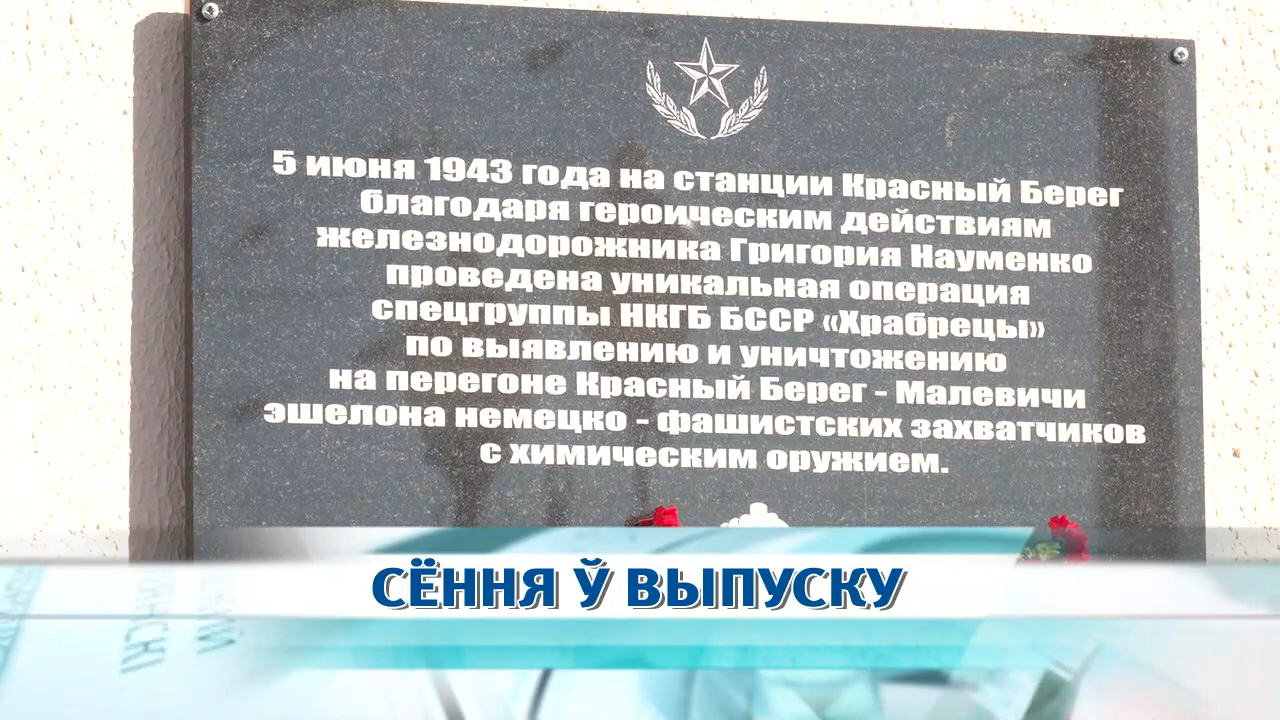 5 июня 1943 года на станции Красный Берег
благодаря героическим действиям
железнодорожника Григория Науменко
проведена уникальная операция
спецгруппы НКГБ БССР «Храбрецы»
по выявлению и уничтожению
на перегоне Красный Берег - Малевичи
эшелона немецко - фашистских захватчиков
с химическим оружием.
СЁННЯ Ў ВЫПУСКУ